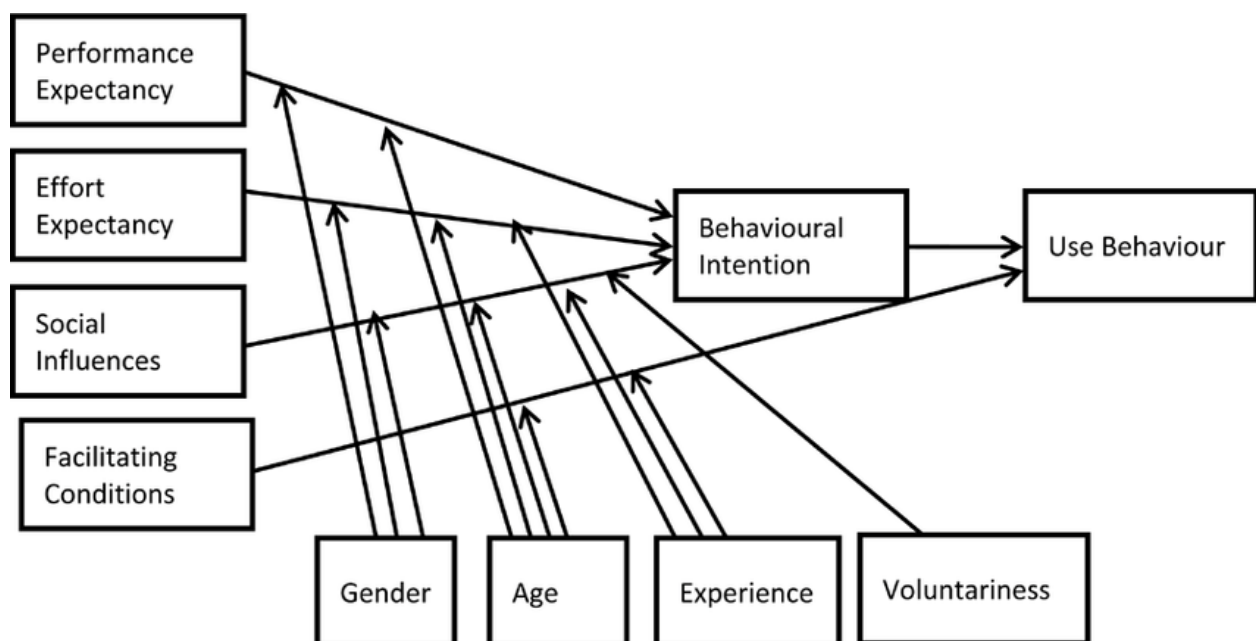 Performance
Expectancy
Effort
Expectancy
Behavioural
Intention
Use Behaviour
Social
Influences
Facilitating
Conditions
Gender
Age
Experience
Voluntariness